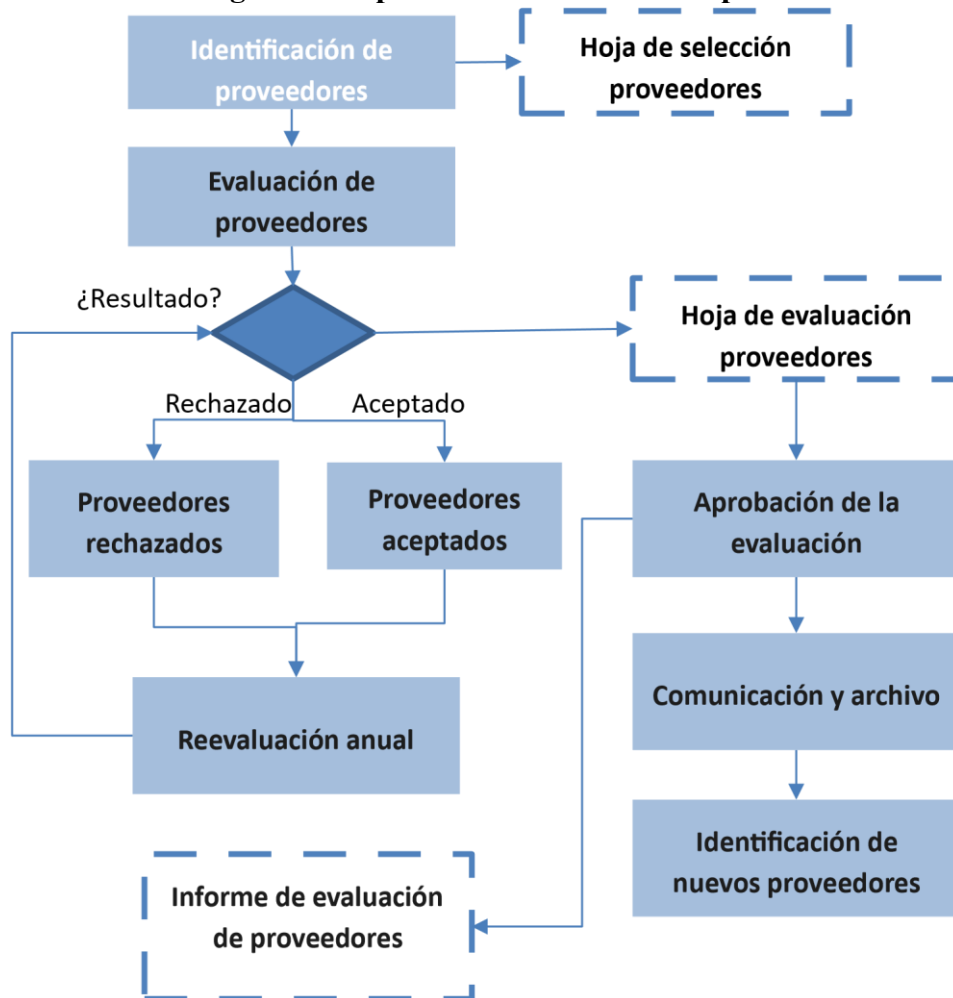 Identificación de
proveedores
Hoja de selección
proveedores
Evaluación de
proveedores
¿Resultado?
Hoja de evaluación
proveedores
Rechazado
Aceptado
Proveedores
rechazados
Proveedores
aceptados
Aprobación de la
evaluación
Reevaluación anual
Comunicación y archivo
Identificación de
nuevos proveedores
Informe de evaluación
de proveedores